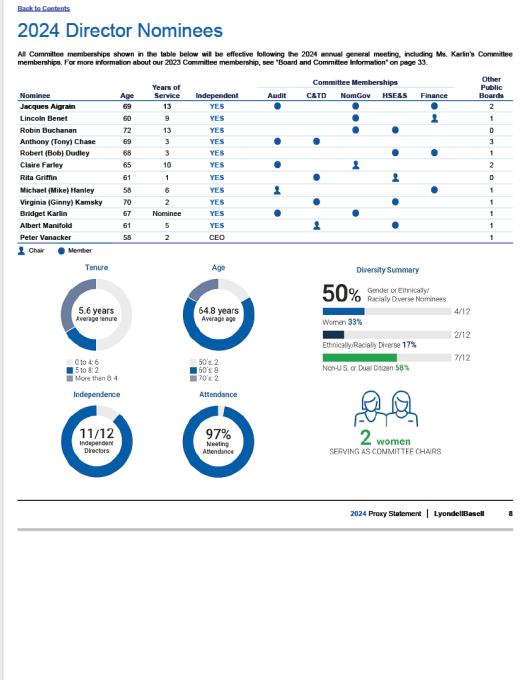 Back to Contents
2024 Director Nominees
All Committee memberships shown in the table below will be effective following the 2024 annual general meeting, including Ms. Karlin's Committee
memberships. For more information about our 2023 Committee membership, see "Board and Committee Information" on page 33.
Committee Memberships
Nominee Age Years of Service Independent Audit C&TD NomGov HSE&S Finance Other Public Boards
Jacques Aigrain 69 13 YES 2
Lincoln Benet 60 9 YES 1
Robin Buchanan 72 13 YES 0
Anthony (Tony) Chase 69 3 YES 3
Robert (Bob) Dudley 68 3 YES 1
Claire Farley 65 10 YES 2
Rita Griffin 61 1 YES 0
Michael (Mike) Hanley 58 6 YES 1
Virginia (Ginny) Kamsky 70 2 YES 1
Bridget Karlin 67 Nominee YES 1
Albert Manifold 61 5 YES 1
Peter Vanacker 58 2 CEO 1
Chair Member
Tenure
5.6 years
Average tenure
0 to 4: 6
5 to 8: 2
More than 8: 4
Age
64.8 years
Average age
50's: 2
60's: 8
70's: 2
Diversity Summary
50% Gender or Ethnically/
Racially Diverse Nominees
4/12
Women 33%
2/12
Ethnically/Racially Diverse 17%
7/12
Non-U.S. or Dual Citizen 58%
Independence
11/12
Independent
Directors
Attendance
97%
Meeting
Attendance
2 women
SERVING AS COMMITTEE CHAIRS
2024 Proxy Statement | LyondellBasell 8